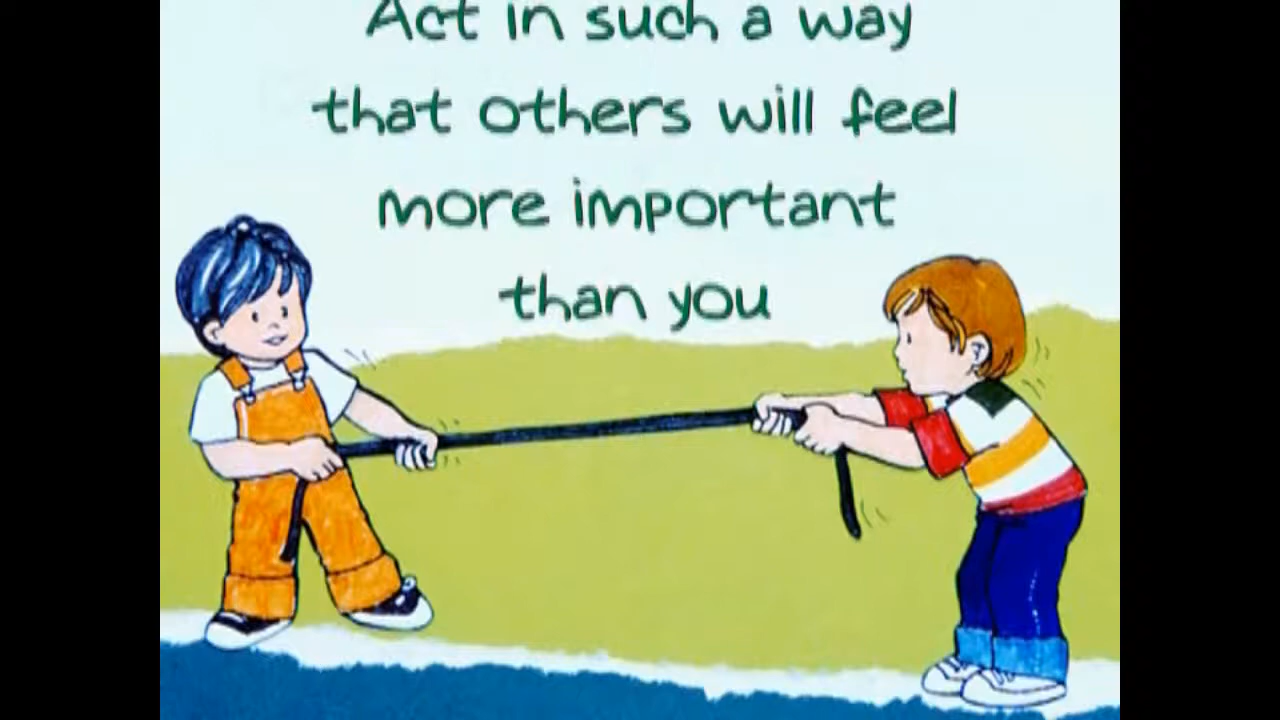 Act in such a way
that others will feel
more important
than you